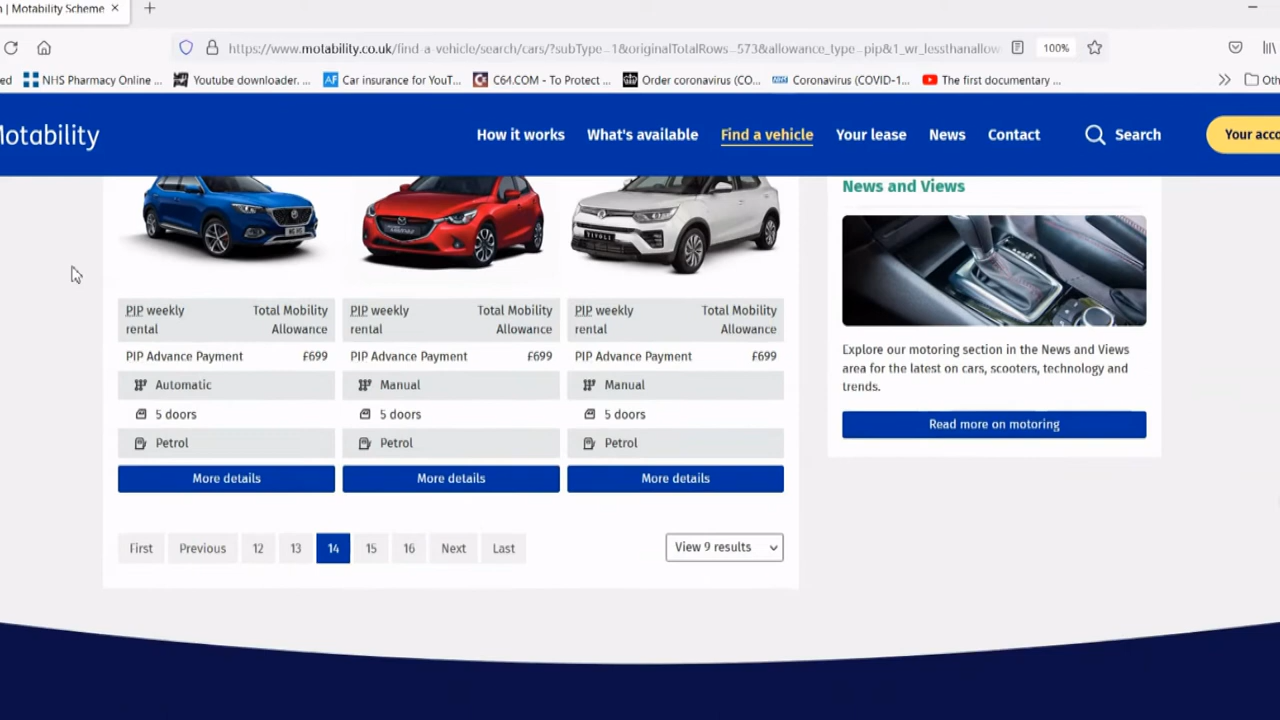 n | Motability Scheme
https://www.motability.co.uk/find-a-vehicle/search/cars/?subType=1&originalTotalRows=573&allowance_type=pip&1_wr_lessthanallow
100%
ed NHS Pharmacy Online ... Youtube downloader. ... AF Car insurance for YouT... C64.COM - To Protect ... Order coronavirus (CO... NHS Coronavirus (COVID-1... The first documentary ... Oth
Motability How it works What's available Find a vehicle Your lease News Contact Search Your acco
TIVOLI
News and Views
PIP weekly rental Total Mobility Allowance
PIP Advance Payment £699
Automatic
5 doors
Petrol
More details
PIP weekly rental Total Mobility Allowance
PIP Advance Payment £699
Manual
5 doors
Petrol
More details
PIP weekly rental Total Mobility Allowance
PIP Advance Payment £699
Manual
5 doors
Petrol
More details
Explore our motoring section in the News and Views
area for the latest on cars, scooters, technology and
trends.
Read more on motoring
First Previous 12 13 14 15 16 Next Last
View 9 results